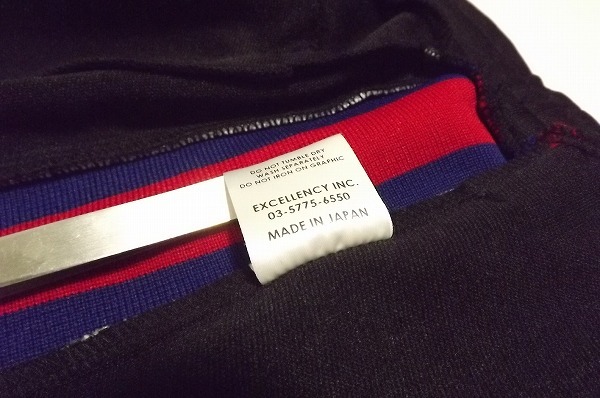 DO NOT TUMBLE DRY
WASH SEPARATELY
DO NOT IRON ON GRAPHIC
EXCELLENCY INC.
03-5775-6550
MADE IN JAPAN